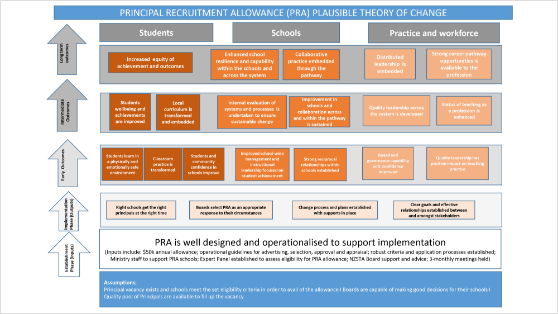 PRINCIPAL RECRUITMENT ALLOWANCE (PRA) PLAUSIBLE THEORY OF CHANGE
Students
Schools
Practice and workforce
Long-term
outcomes
Increased equity of
achievement and outcomes
Enhanced school
resilience and capability
within the schools and
across the system
Collaborative
practice embedded
through the
pathway
Distributed
leadership is
embedded
Strong career pathway
opportunities is
available to the
profession
Intermediate
Outcomes
Students
wellbeing and
achievements
are improved
Local
curriculum is
transformed
and embedded
Internal evaluation of
systems and processes is
undertaken to ensure
sustainable change
Improvement in
schools and
collaboration across
and within the pathway
is sustained
Quality leadership across
the system is developed
Status of teaching as
a profession is
enhanced
Early Outcomes
Students learn in
a physically and
emotionally safe
environment
Classroom
practice is
transformed
Students and
community
confidence in
schools improve
Improved school-wide
management and
instructional
leadership focused on
student achievement
Strong reciprocal
relationships within
schools established
governance capability
and confidence
improved
Quality leadership has
practice
Implementation
Phase (Outputs)
Right schools get the right
principals at the right time
Boards select PRA as an appropriate
response to their circumstances
Change process and plans established
with supports in place
Clear goals and effective
relationships established between
and amongst stakeholders
Establishment
Phase (Inputs)
PRA is well designed and operationalised to support implementation
(Inputs include: $50k annual allowance; operational guidelines for advertising, selection, approval and appraisal; robust criteria and application processes established;
Ministry staff to support PRA schools; Expert Panel established to assess eligibility for PRA allowance; NZSTA Board support and advice; 3-monthly meetings held)
Assumptions:
Principal vacancy exists and schools meet the set eligibility criteria in order to avail of the allowance I Boards are capable of making good decisions for their schools I
Quality pool of Principals are available to fill up the vacancy